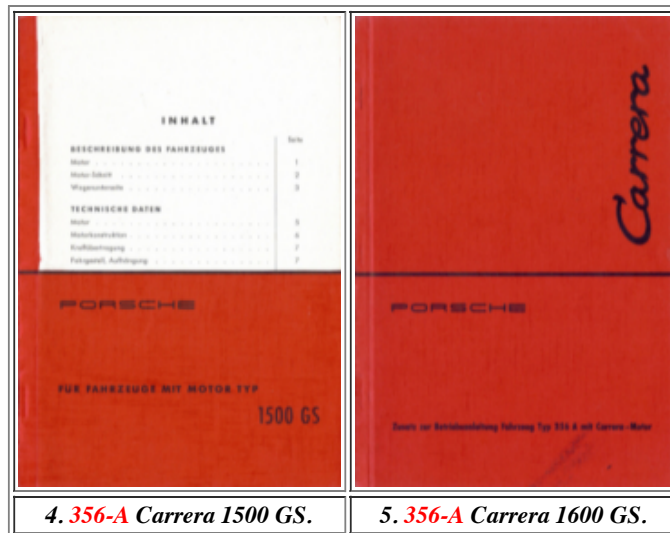 INHALT
Seite
BESCHREIBUNG DES FAHRZEUGES
Motor 1
Motor-Schnitt 2
Wagenunterseite 3
TECHNISCHE DATEN
Motor 5
Motorkonstruktion 6
Kraftübertragung 7
Fahrgestell, Aufhängung 7
PORSCHE
FÜR FAHRZEUGE MIT MOTOR TYP
1500 GS
4. 356-A Carrera 1500 GS.
Carrera
PORSCHE
Zusatz zur Betriebsanleitung Fahrzeug Typ 356 A mit Carrera-Motor
5. 356-A Carrera 1600 GS.